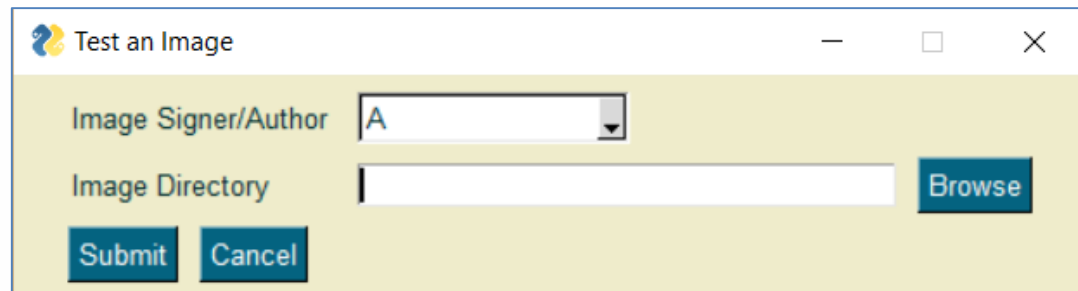 Test an Image
Image Signer/Author A
Image Directory Browse
Submit Cancel